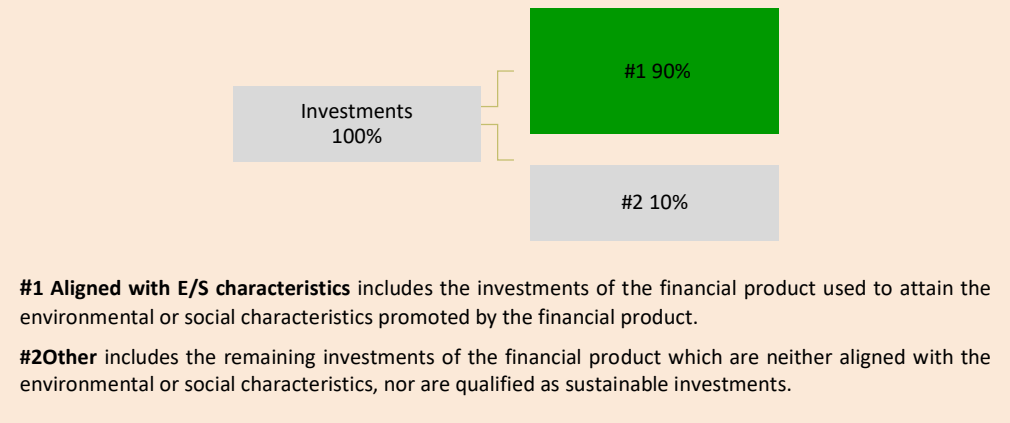 #1 90%
Investments
100%
#2 10%
#1 Aligned with E/S characteristics includes the investments of the financial product used to attain the
environmental or social characteristics promoted by the financial product.
#2Other includes the remaining investments of the financial product which are neither aligned with the
environmental or social characteristics, nor are qualified as sustainable investments.